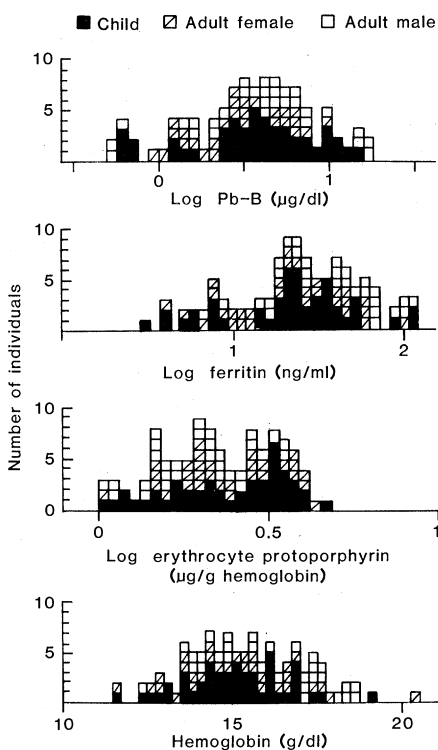 Child Adult female Adult male
10
5
0 1
Log Pb-B (µg/dl)
10
5
1 2
Log ferritin (ng/ml)
Number of individuals
10
5
0
0 0.5 1
Log erythrocyte protoporphyrin
(µg/g hemoglobin)
10
5
10 15 20
Hemoglobin (g/dl)